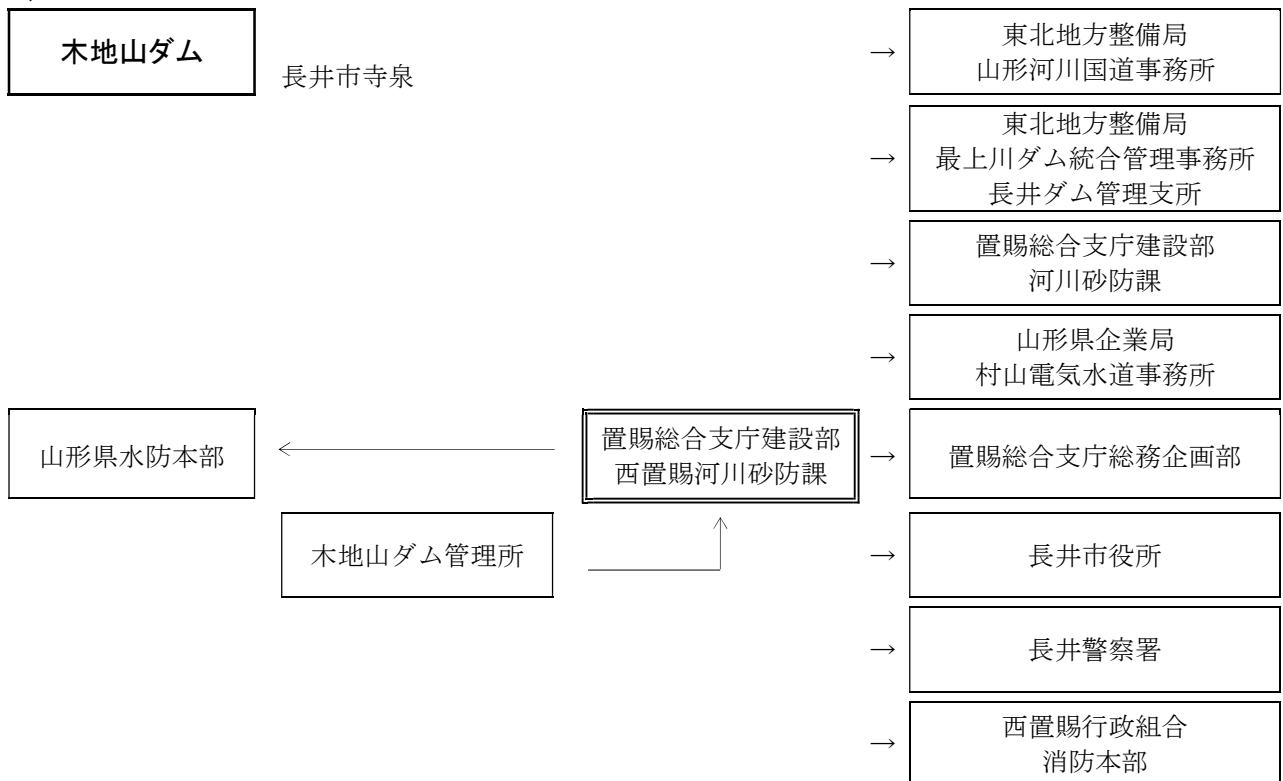 木地山ダム
長井市寺泉
→
東北地方整備局
山形河川国道事務所
→
東北地方整備局
最上川ダム統合管理事務所
長井ダム管理支所
→
置賜総合支庁建設部
河川砂防課
→
山形県企業局
村山電気水道事務所
山形県水防本部
置賜総合支庁建設部
西置賜河川砂防課
→
置賜総合支庁総務企画部
木地山ダム管理所
→
長井市役所
→
長井警察署
→
西置賜行政組合
消防本部